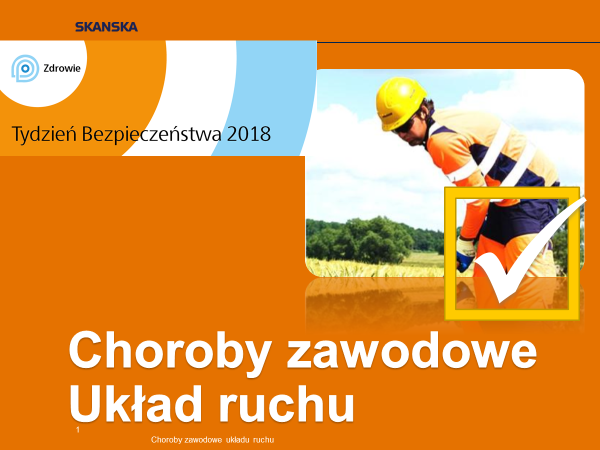 SKANSKA
Zdrowie
Tydzień Bezpieczeństwa 2018
Choroby zawodowe
Układ ruchu
1
Choroby zawodowe układu ruchu